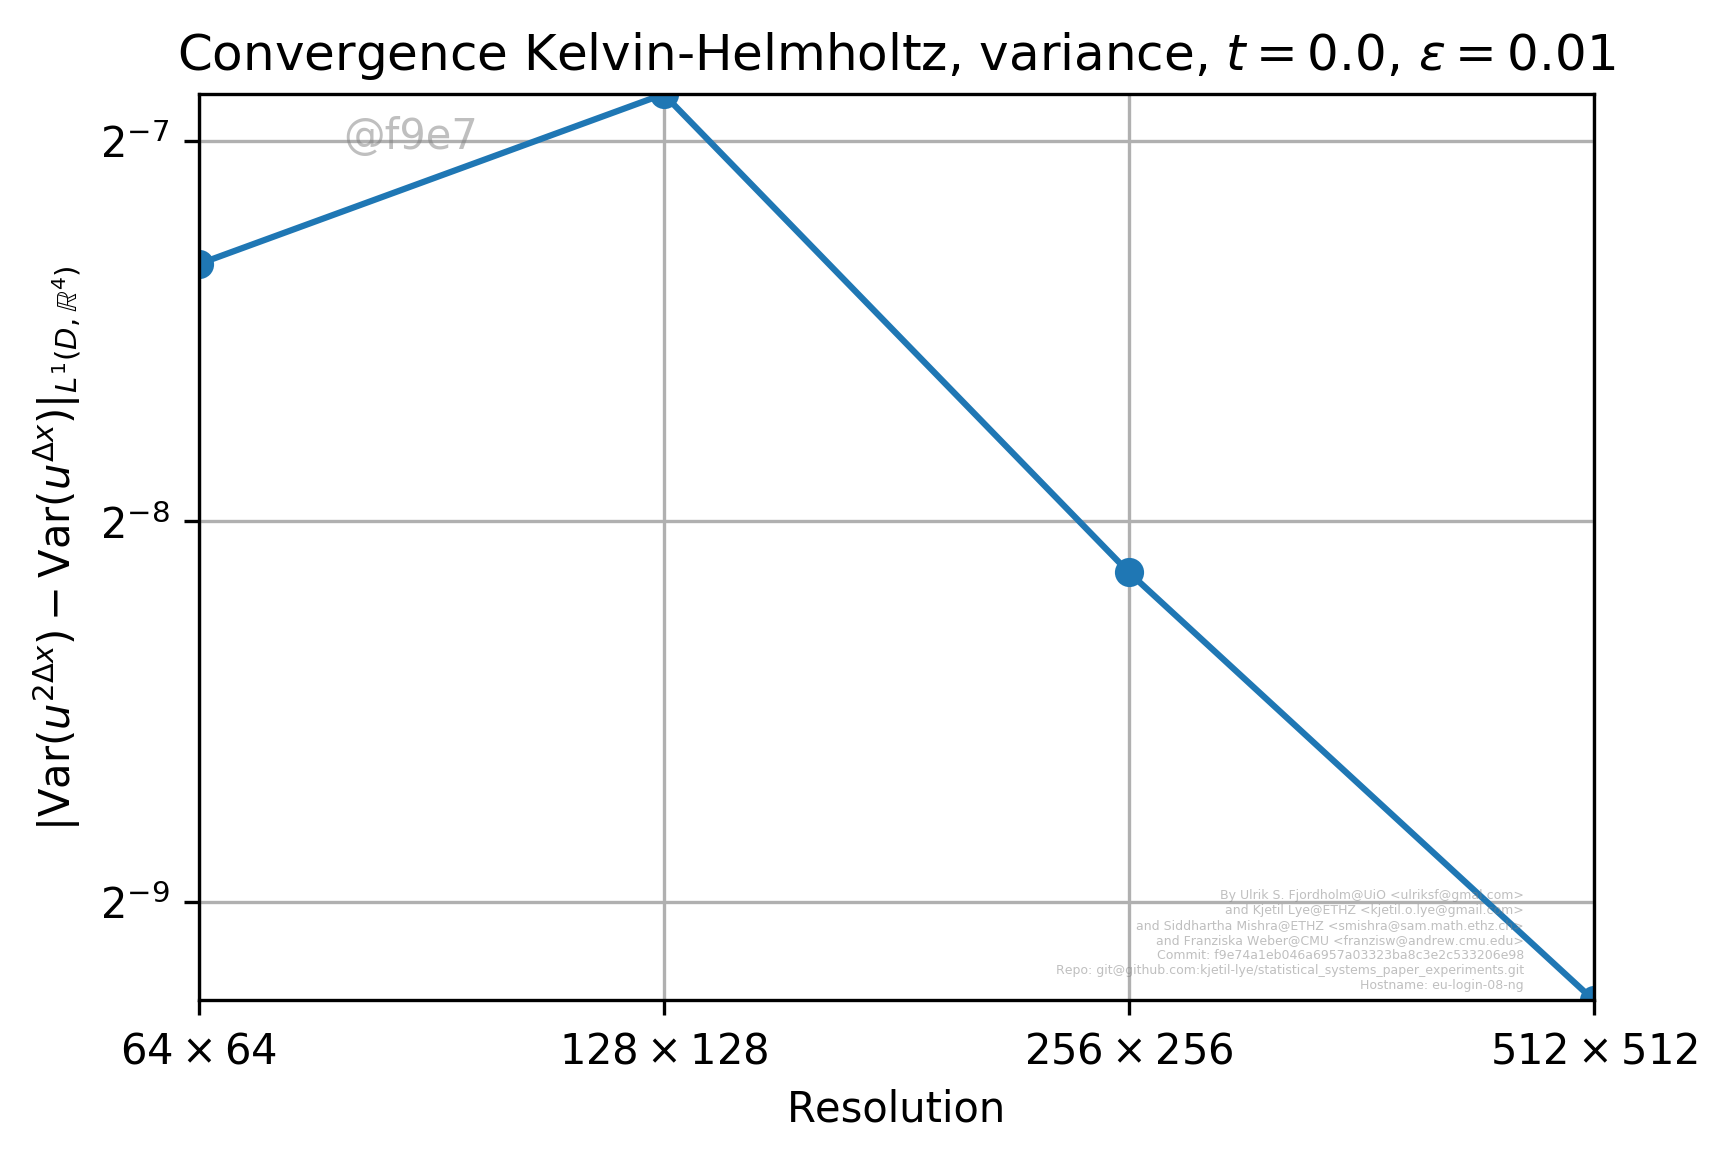 Convergence Kelvin-Helmholtz, variance, t = 0.0, ε = 0.01
@f9e7
2⁻⁷
2⁻⁸
2⁻⁹
|Var(u^{2Δx}) − Var(u^{Δx})|_{L¹(D, ℝ⁴)}
By Ulrik S. Fjordholm@UiO <ulriksf@gmail.com>
and Kjetil Lye@ETHZ <kjetil.o.lye@gmail.com>
and Siddhartha Mishra@ETHZ <smishra@sam.math.ethz.ch>
and Franziska Weber@CMU <franzisw@andrew.cmu.edu>
Commit: f9e74a1eb046a6957a03323ba8c3e2c533206e98
Repo: git@github.com:kjetil-lye/statistical_systems_paper_experiments.git
Hostname: eu-login-08-ng
64 × 64
128 × 128
256 × 256
512 × 512
Resolution